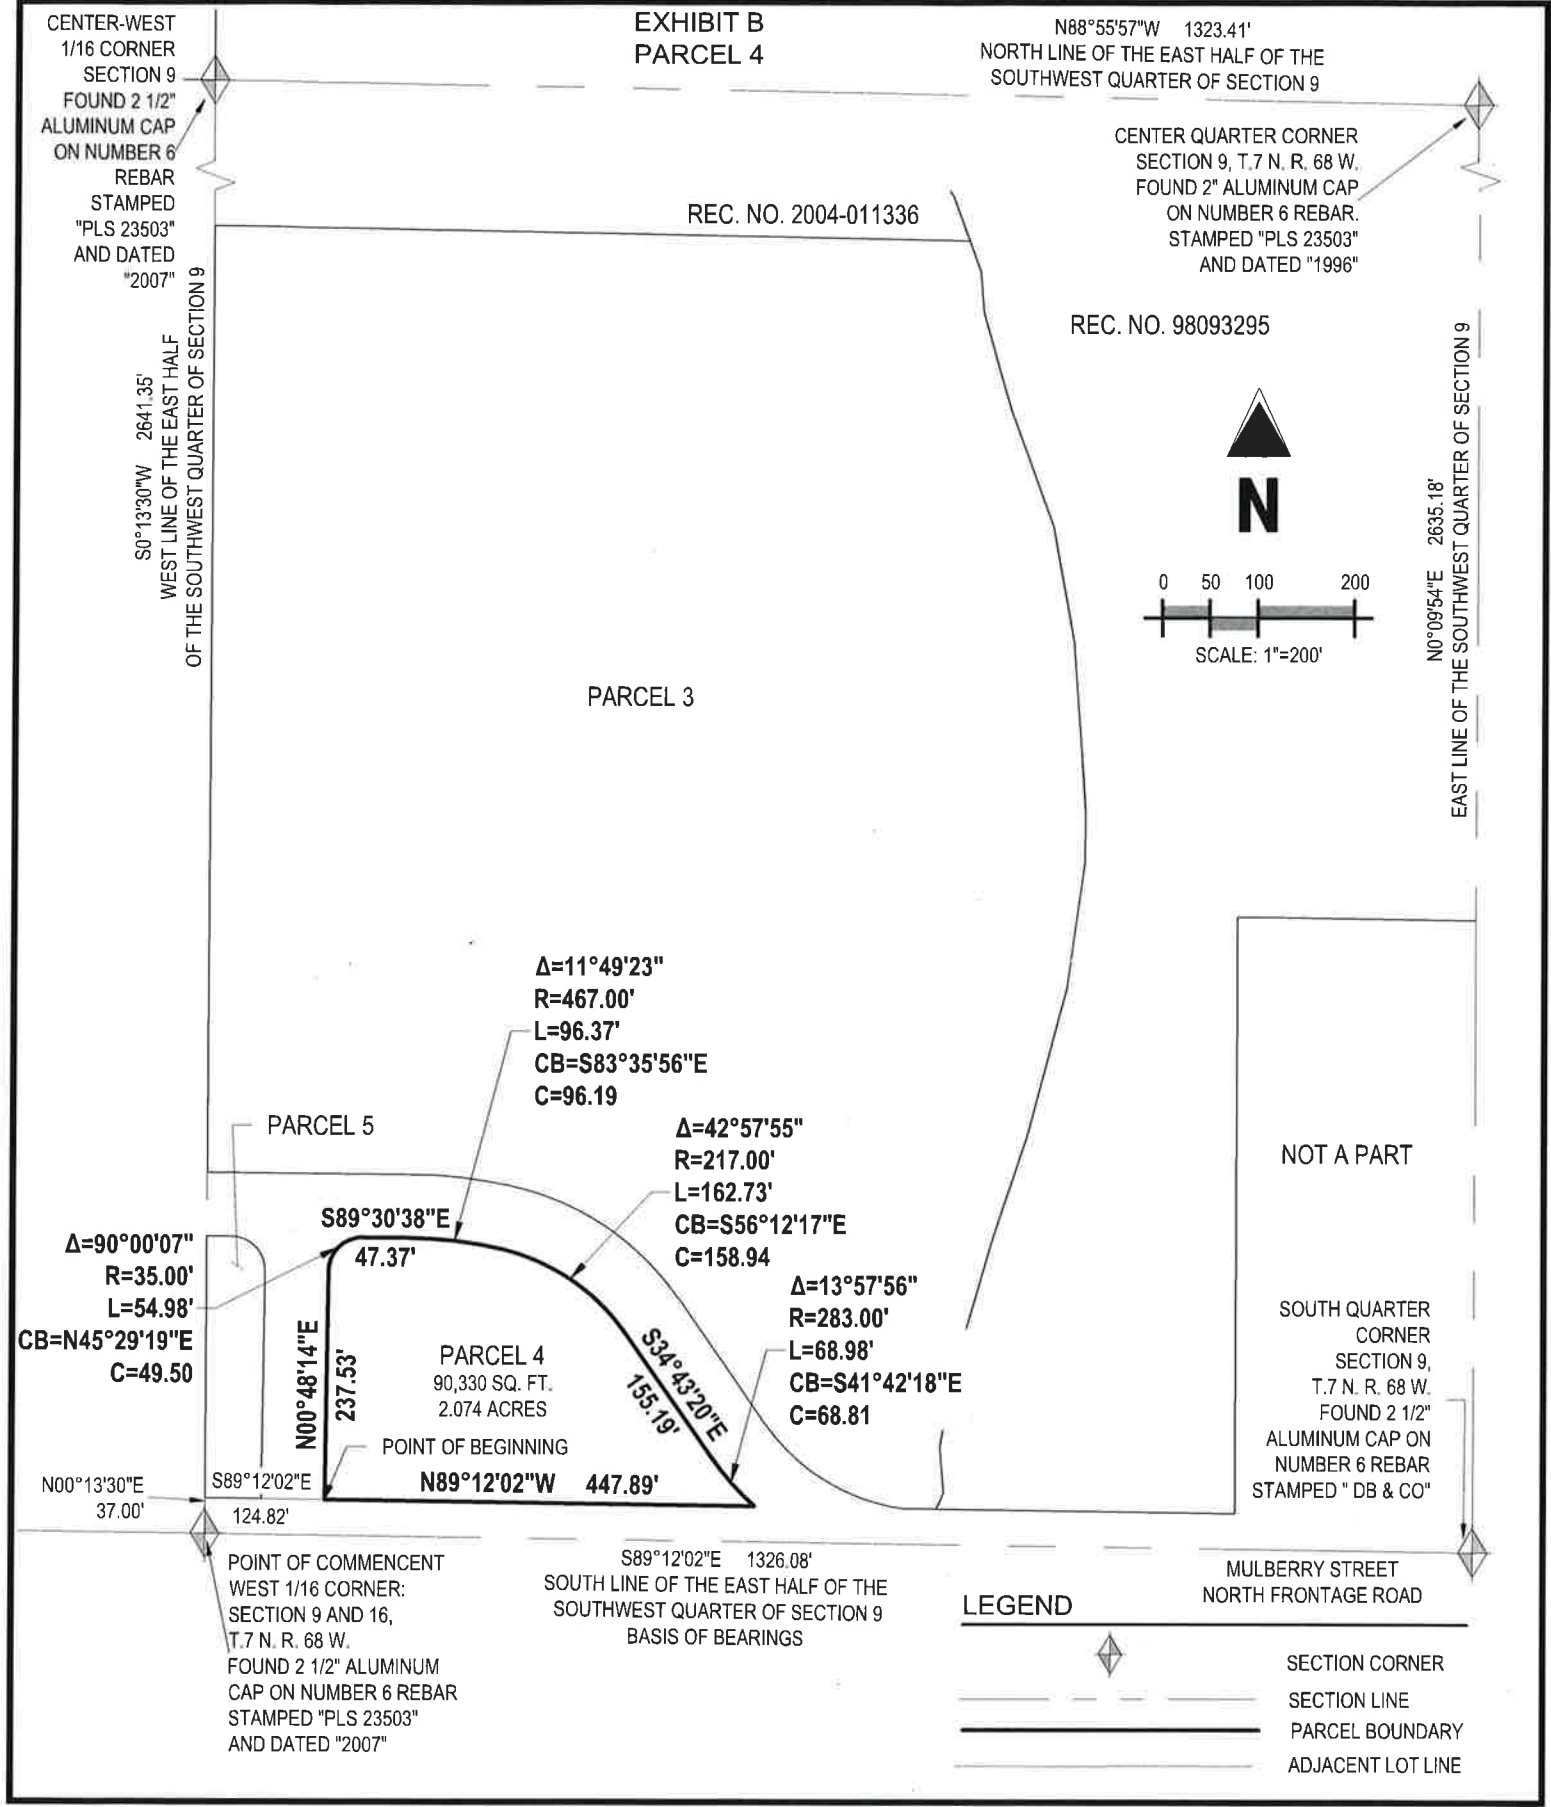 EXHIBIT B
PARCEL 4
CENTER-WEST
1/16 CORNER
SECTION 9
FOUND 2 1/2"
ALUMINUM CAP
ON NUMBER 6
REBAR
STAMPED
"PLS 23503"
AND DATED
"2007"
N88°55'57"W 1323.41'
NORTH LINE OF THE EAST HALF OF THE
SOUTHWEST QUARTER OF SECTION 9
CENTER QUARTER CORNER
SECTION 9, T.7 N. R. 68 W.
FOUND 2" ALUMINUM CAP
ON NUMBER 6 REBAR.
STAMPED "PLS 23503"
AND DATED "1996"
REC. NO. 2004-011336
REC. NO. 98093295
S0°13'30"W 2641.35'
WEST LINE OF THE EAST HALF
OF THE SOUTHWEST QUARTER OF SECTION 9
N0°09'54"E 2635.18'
EAST LINE OF THE SOUTHWEST QUARTER OF SECTION 9
N
0 50 100 200
SCALE: 1"=200'
PARCEL 3
Δ=11°49'23"
R=467.00'
L=96.37'
CB=S83°35'56"E
C=96.19
PARCEL 5
Δ=42°57'55"
R=217.00'
L=162.73'
CB=S56°12'17"E
C=158.94
NOT A PART
S89°30'38"E
47.37'
Δ=90°00'07"
R=35.00'
L=54.98'
CB=N45°29'19"E
C=49.50
Δ=13°57'56"
R=283.00'
L=68.98'
CB=S41°42'18"E
C=68.81
N00°48'14"E
237.53'
PARCEL 4
90,330 SQ. FT.
2.074 ACRES
S34°43'20"E
155.19'
POINT OF BEGINNING
N89°12'02"W 447.89'
SOUTH QUARTER
CORNER
SECTION 9,
T.7 N. R. 68 W.
FOUND 2 1/2"
ALUMINUM CAP ON
NUMBER 6 REBAR
STAMPED " DB & CO"
N00°13'30"E
37.00'
S89°12'02"E
124.82'
POINT OF COMMENCENT
WEST 1/16 CORNER:
SECTION 9 AND 16,
T.7 N. R. 68 W.
FOUND 2 1/2" ALUMINUM
CAP ON NUMBER 6 REBAR
STAMPED "PLS 23503"
AND DATED "2007"
S89°12'02"E 1326.08'
SOUTH LINE OF THE EAST HALF OF THE
SOUTHWEST QUARTER OF SECTION 9
BASIS OF BEARINGS
MULBERRY STREET
NORTH FRONTAGE ROAD
LEGEND
SECTION CORNER
SECTION LINE
PARCEL BOUNDARY
ADJACENT LOT LINE